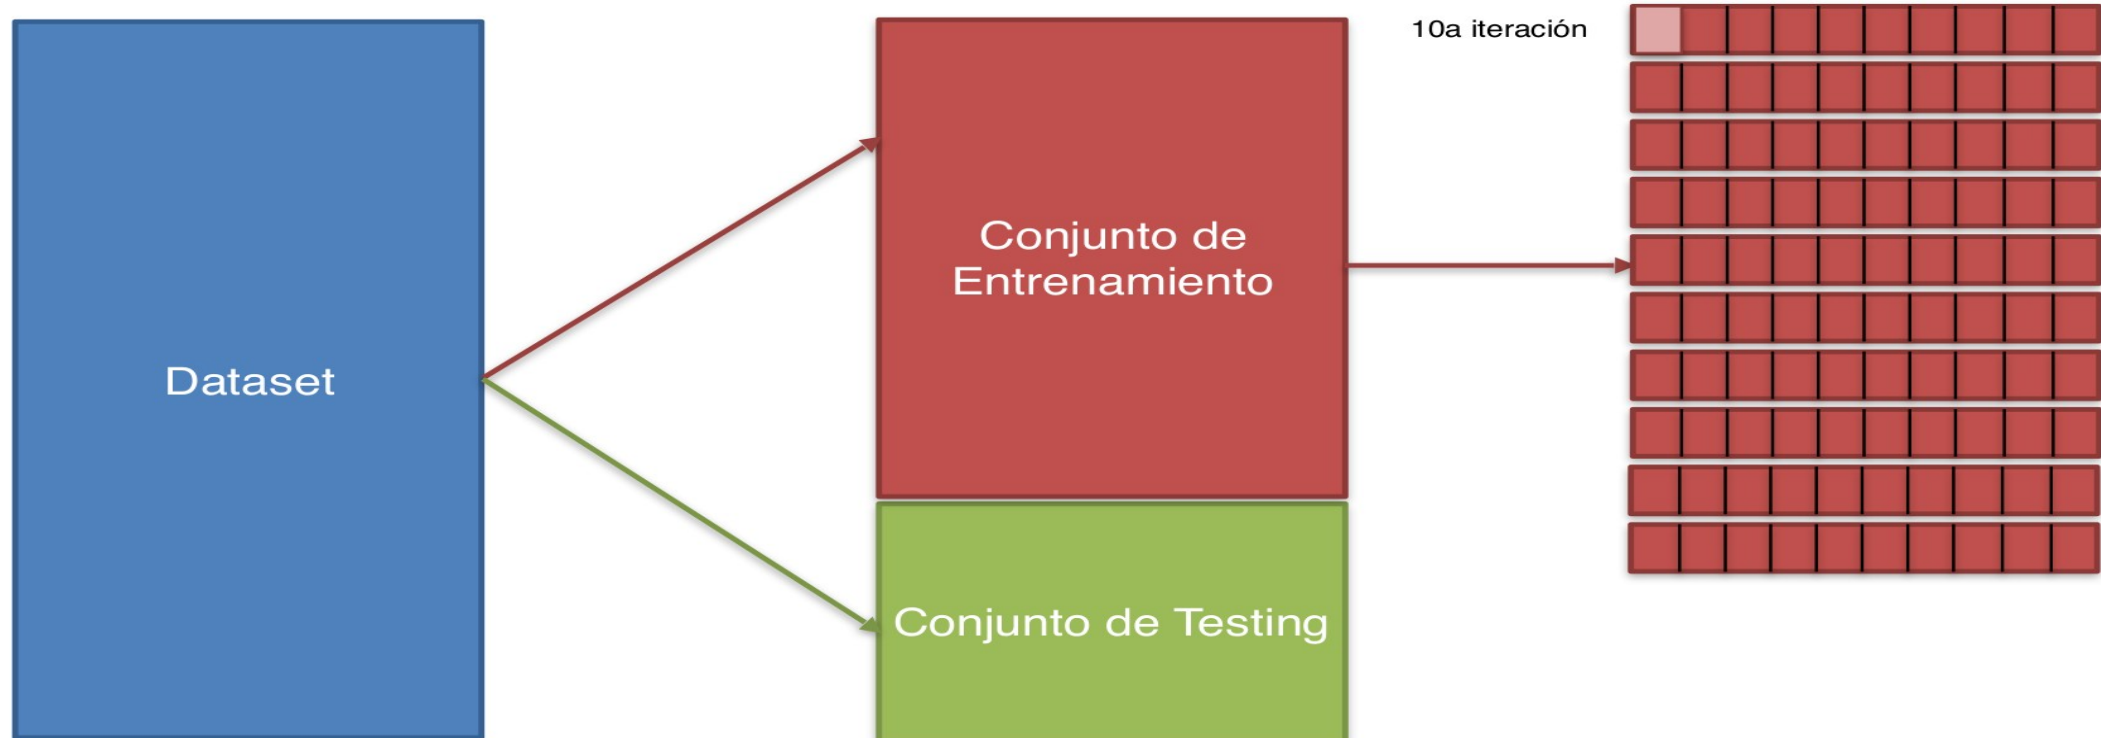 Dataset
Conjunto de
Entrenamiento
Conjunto de Testing
10a iteración